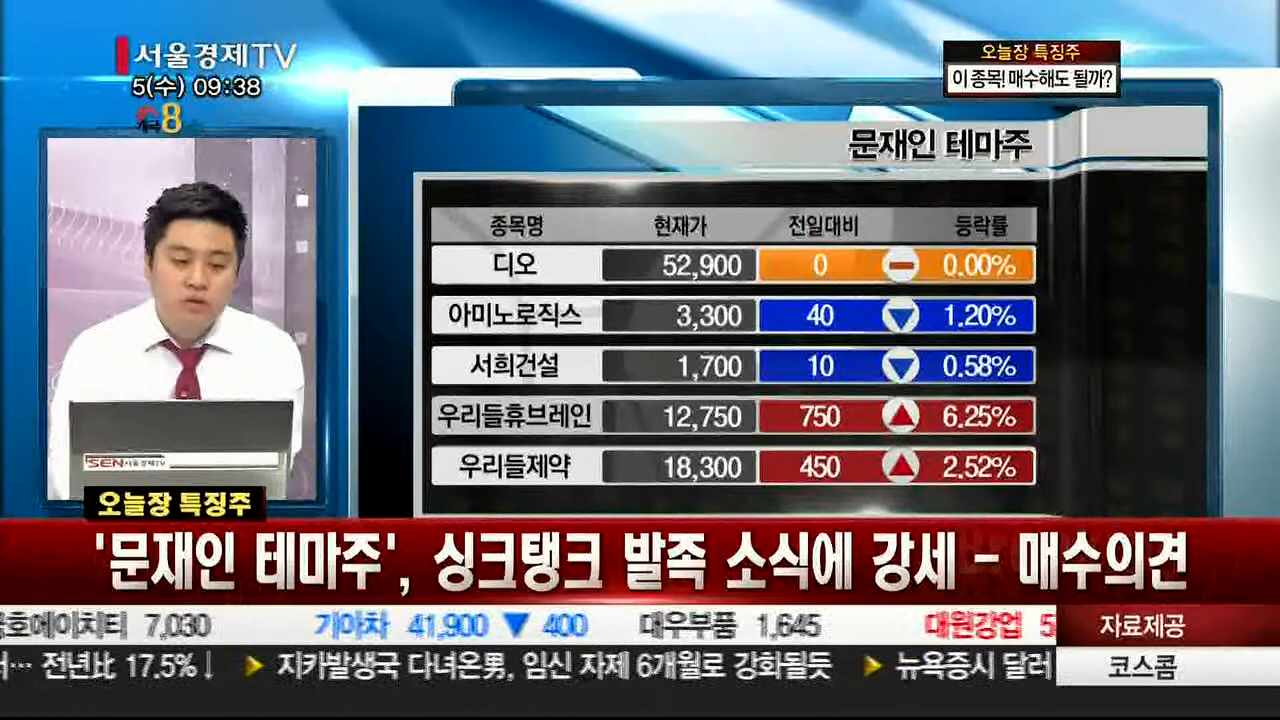 서울경제TV
5(수) 09:38
8
오늘장 특징주
이 종목! 매수해도 될까?
문재인 테마주
종목명 현재가 전일대비 등락률
디오 52,900 0 0.00%
아미노로직스 3,300 40 ▼ 1.20%
서희건설 1,700 10 ▼ 0.58%
우리들휴브레인 12,750 750 ▲ 6.25%
우리들제약 18,300 450 ▲ 2.52%
SEN 서울경제TV
오늘장 특징주
'문재인 테마주', 싱크탱크 발족 소식에 강세 - 매수의견
호에이치티 7,030 기아차 41,900 ▼ 400 대우부품 1,645 대원강업 5
자료제공
… 전년比 17.5%↓ ▶ 지카발생국 다녀온男, 임신 자제 6개월로 강화될듯 ▶ 뉴욕증시 달러
코스콤